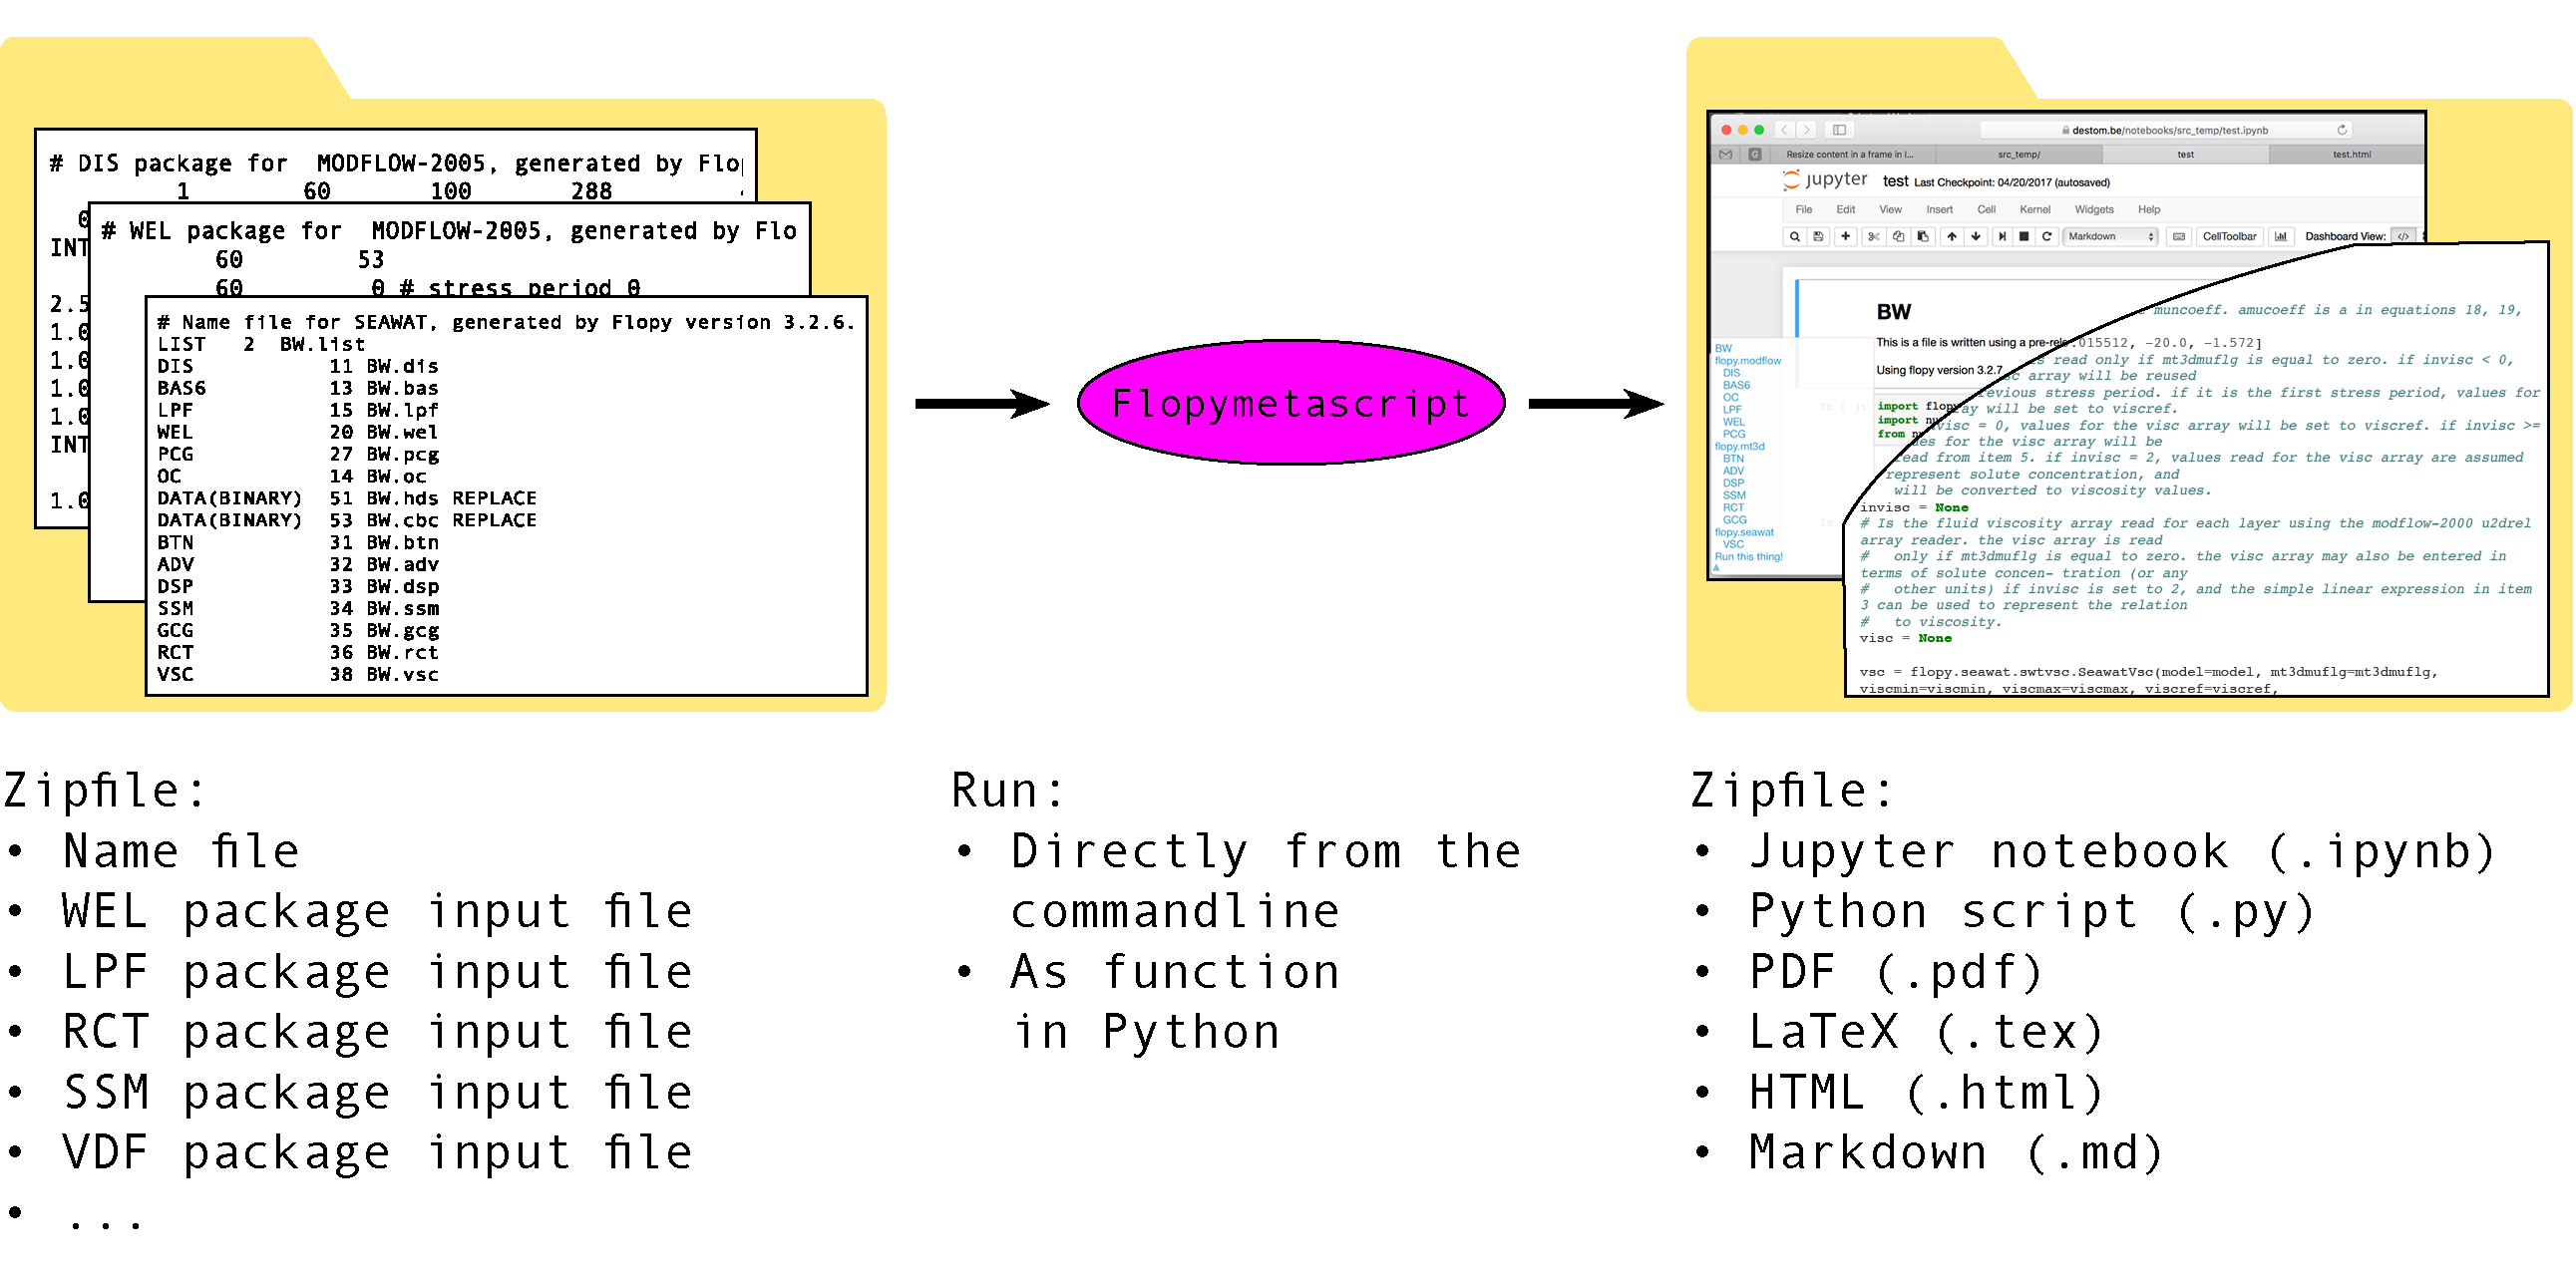 # DIS package for  MODFLOW-2005, generated by Flo
1 60 100 288
0
INT
2.5
1.0
1.0
1.0
1.0
INT
1.0
# WEL package for  MODFLOW-2005, generated by Flo
60 53
60 0 # stress period 0
# Name file for SEAWAT, generated by Flopy version 3.2.6.
LIST 2 BW.list
DIS 11 BW.dis
BAS6 13 BW.bas
LPF 15 BW.lpf
WEL 20 BW.wel
PCG 27 BW.pcg
OC 14 BW.oc
DATA(BINARY) 51 BW.hds REPLACE
DATA(BINARY) 53 BW.cbc REPLACE
BTN 31 BW.btn
ADV 32 BW.adv
DSP 33 BW.dsp
SSM 34 BW.ssm
GCG 35 BW.gcg
RCT 36 BW.rct
VSC 38 BW.vsc
Flopymetascript
destom.be/notebooks/src_temp/test.ipynb
G Resize content in a frame in l... src_temp/ test test.html
jupyter test Last Checkpoint: 04/20/2017 (autosaved)
File Edit View Insert Cell Kernel Widgets Help
Markdown CellToolbar Dashboard View: </>
BW
This is a file is written using a pre-rele
Using flopy version 3.2.7
In [ ]: import flopy
import n
from n
In
BW
flopy.modflow
DIS
BAS6
OC
LPF
WEL
PCG
flopy.mt3d
BTN
ADV
DSP
SSM
RCT
GCG
flopy.seawat
VSC
Run this thing!
muncoeff. amucoeff is a in equations 18, 19,
.015512, -20.0, -1.572]
s read only if mt3dmuflg is equal to zero. if invisc < 0,
sc array will be reused
revious stress period. if it is the first stress period, values for
ray will be set to viscref.
visc = 0, values for the visc array will be set to viscref. if invisc >=
ues for the visc array will be
read from item 5. if invisc = 2, values read for the visc array are assumed
represent solute concentration, and
will be converted to viscosity values.
invisc = None
# Is the fluid viscosity array read for each layer using the modflow-2000 u2drel
array reader. the visc array is read
#   only if mt3dmuflg is equal to zero. the visc array may also be entered in
terms of solute concen- tration (or any
#   other units) if invisc is set to 2, and the simple linear expression in item
3 can be used to represent the relation
#   to viscosity.
visc = None
vsc = flopy.seawat.swtvsc.SeawatVsc(model=model, mt3dmuflg=mt3dmuflg,
viscmin=viscmin, viscmax=viscmax, viscref=viscref,
Zipfile:
• Name file
• WEL package input file
• LPF package input file
• RCT package input file
• SSM package input file
• VDF package input file
• ...
Run:
• Directly from the
commandline
• As function
in Python
Zipfile:
• Jupyter notebook (.ipynb)
• Python script (.py)
• PDF (.pdf)
• LaTeX (.tex)
• HTML (.html)
• Markdown (.md)